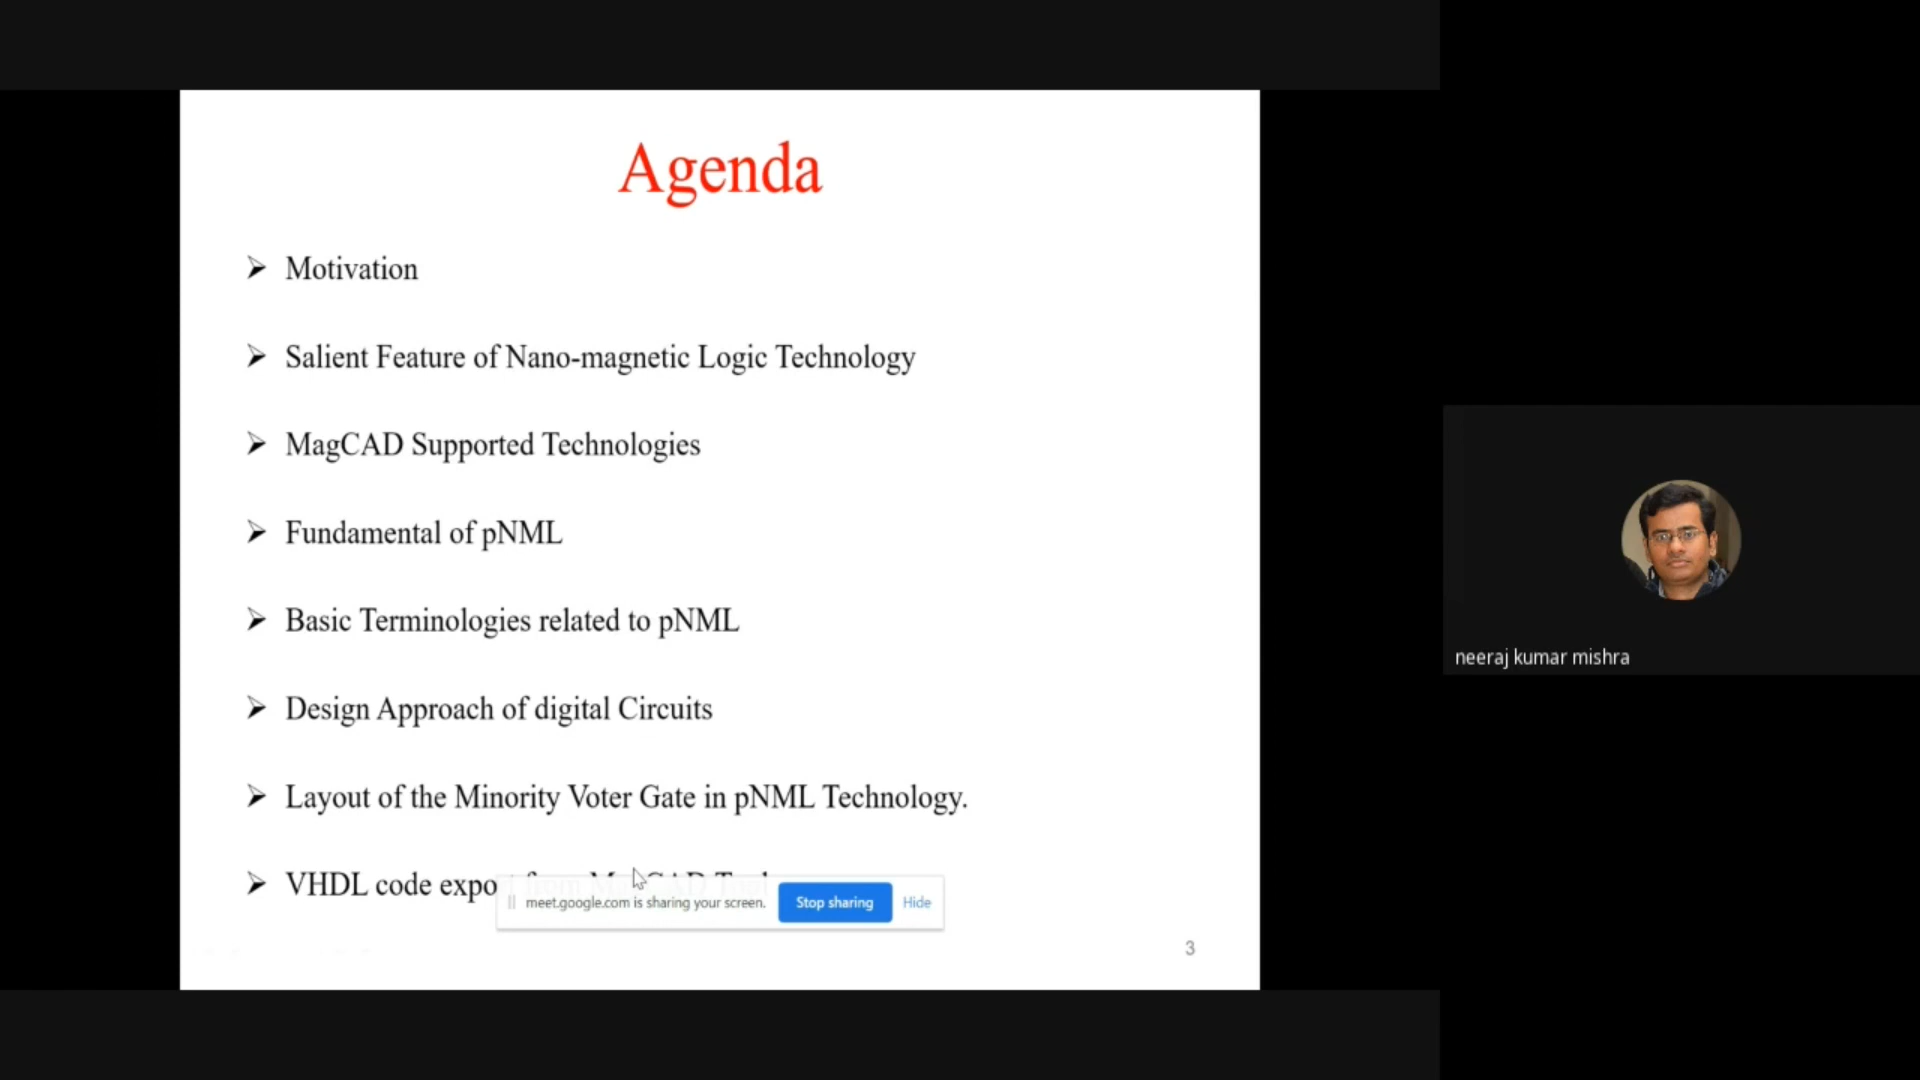 Agenda
➢ Motivation
➢ Salient Feature of Nano-magnetic Logic Technology
➢ MagCAD Supported Technologies
➢ Fundamental of pNML
➢ Basic Terminologies related to pNML
➢ Design Approach of digital Circuits
➢ Layout of the Minority Voter Gate in pNML Technology.
➢ VHDL code
meet.google.com is sharing your screen. Stop sharing Hide
3
neeraj kumar mishra